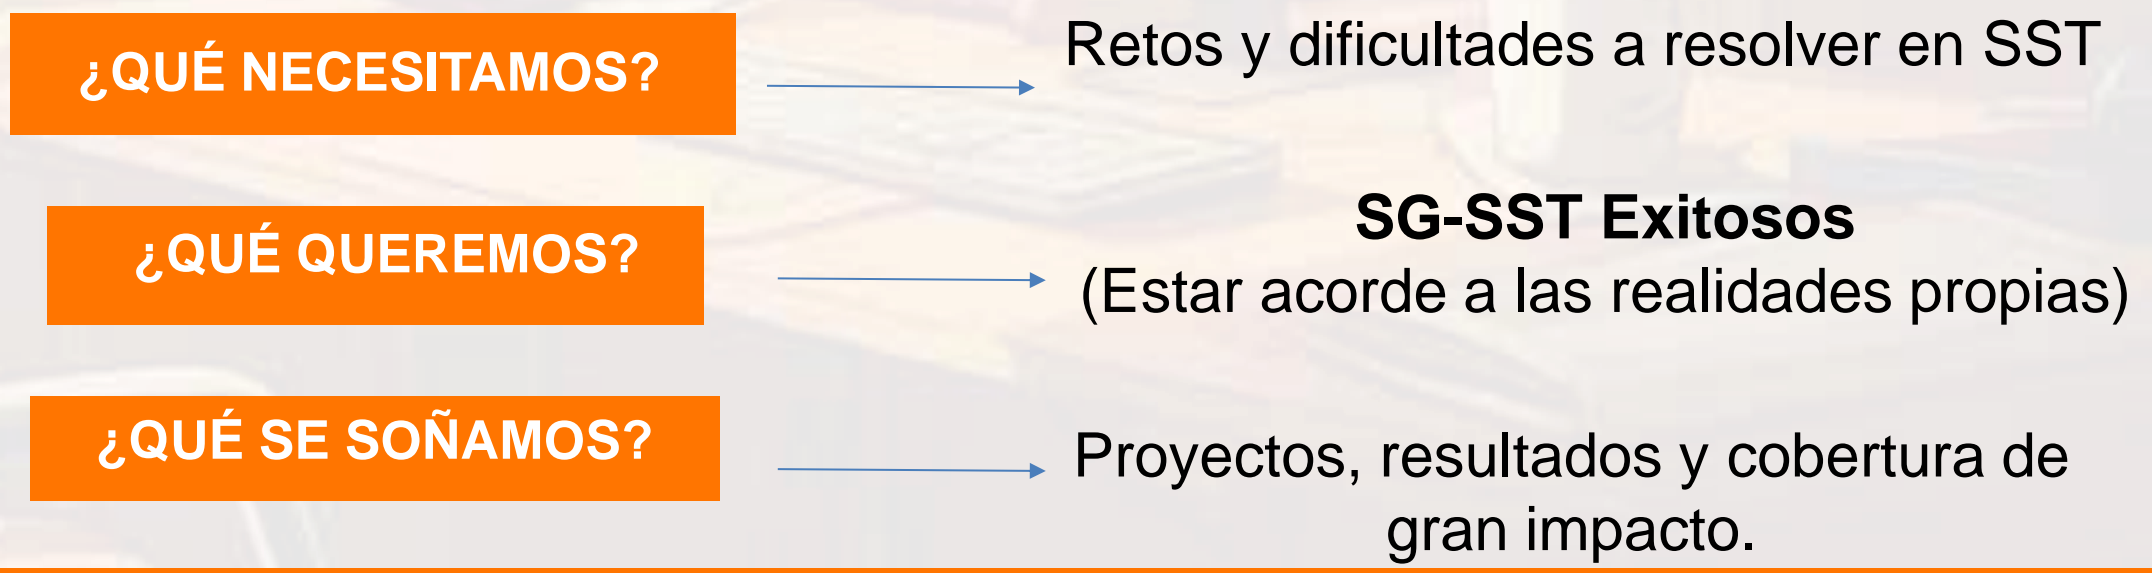 ¿QUÉ NECESITAMOS?
Retos y dificultades a resolver en SST
¿QUÉ QUEREMOS?
SG-SST Exitosos
(Estar acorde a las realidades propias)
¿QUÉ SE SOÑAMOS?
Proyectos, resultados y cobertura de
gran impacto.